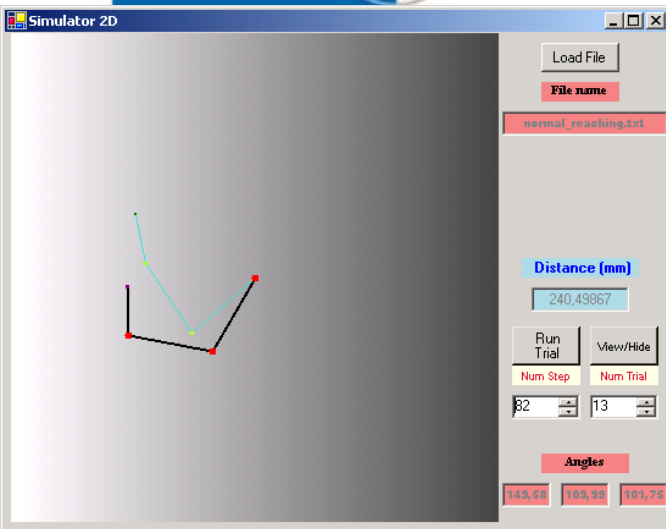 Simulator 2D
Load File
File name
normal_reaching.txt
Distance (mm)
240,49867
Run
Trial
View/Hide
Num Step
Num Trial
82
13
Angles
149,58
109,99
101,75